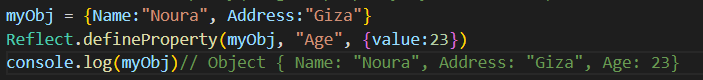 myObj = {Name:"Noura", Address:"Giza"}
Reflect.defineProperty(myObj, "Age", {value:23})
console.log(myObj)// Object { Name: "Noura", Address: "Giza", Age: 23}